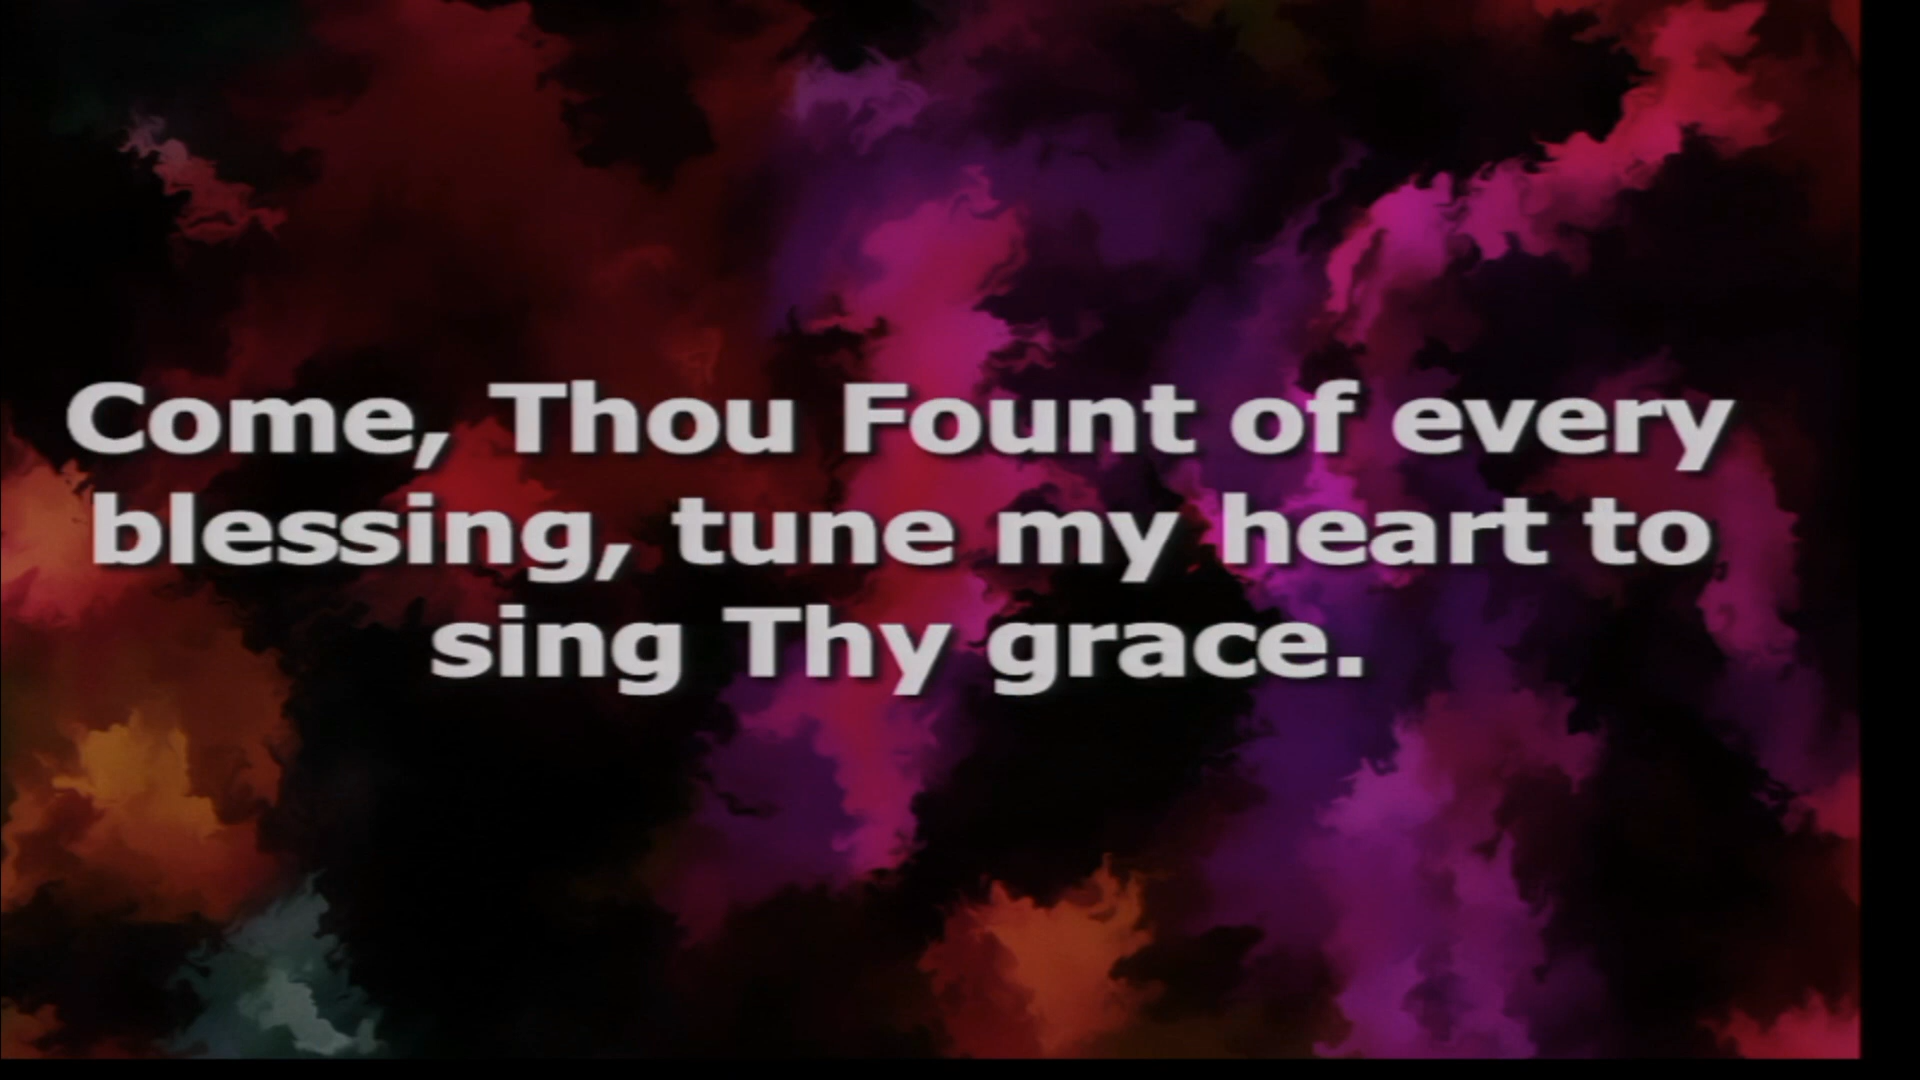 Come, Thou Fount of every
blessing, tune my heart to
sing Thy grace.